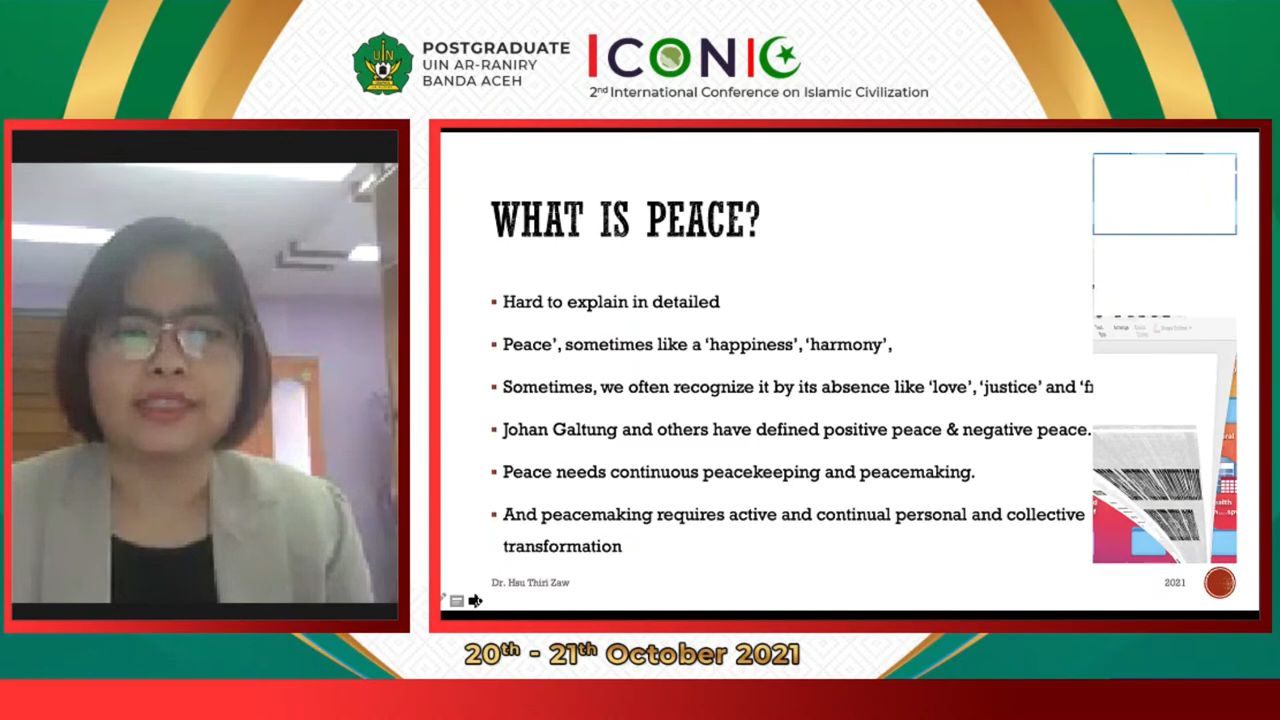 POSTGRADUATE
UIN AR-RANIRY
BANDA ACEH
UIN
ICONIC
2nd International Conference on Islamic Civilization
WHAT IS PEACE?
▪ Hard to explain in detailed
▪ Peace’, sometimes like a ‘happiness’, ‘harmony’,
▪ Sometimes, we often recognize it by its absence like ‘love’, ‘justice’ and
▪ Johan Galtung and others have defined positive peace & negative peace.
▪ Peace needs continuous peacekeeping and peacemaking.
▪ And peacemaking requires active and continual personal and collective
transformation
Dr. Hsu Thiri Zaw
2021
20th - 21th October 2021